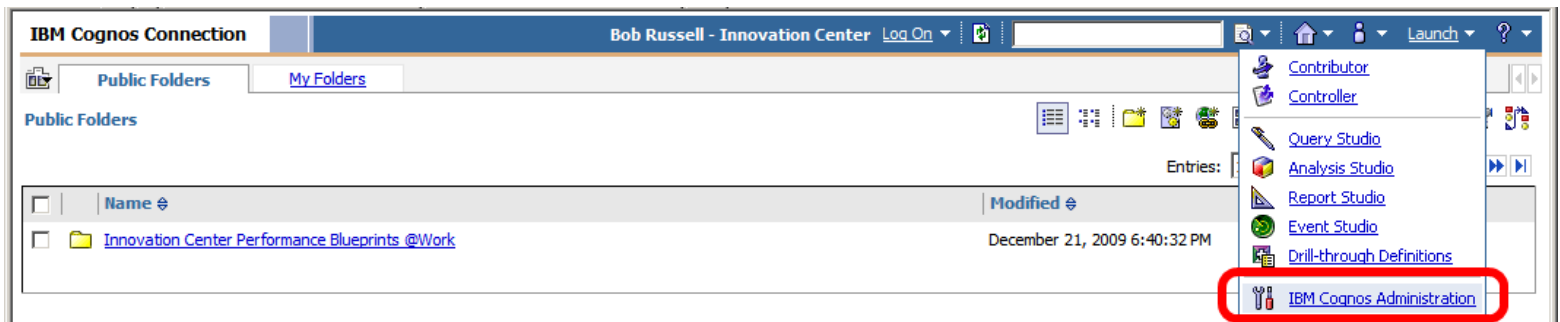 IBM Cognos Connection Bob Russell - Innovation Center Log On Launch ?
Public Folders My Folders Contributor
Controller
Public Folders
Query Studio
Entries: Analysis Studio
Name Modified Report Studio
Event Studio
Innovation Center Performance Blueprints @Work December 21, 2009 6:40:32 PM
Drill-through Definitions
IBM Cognos Administration